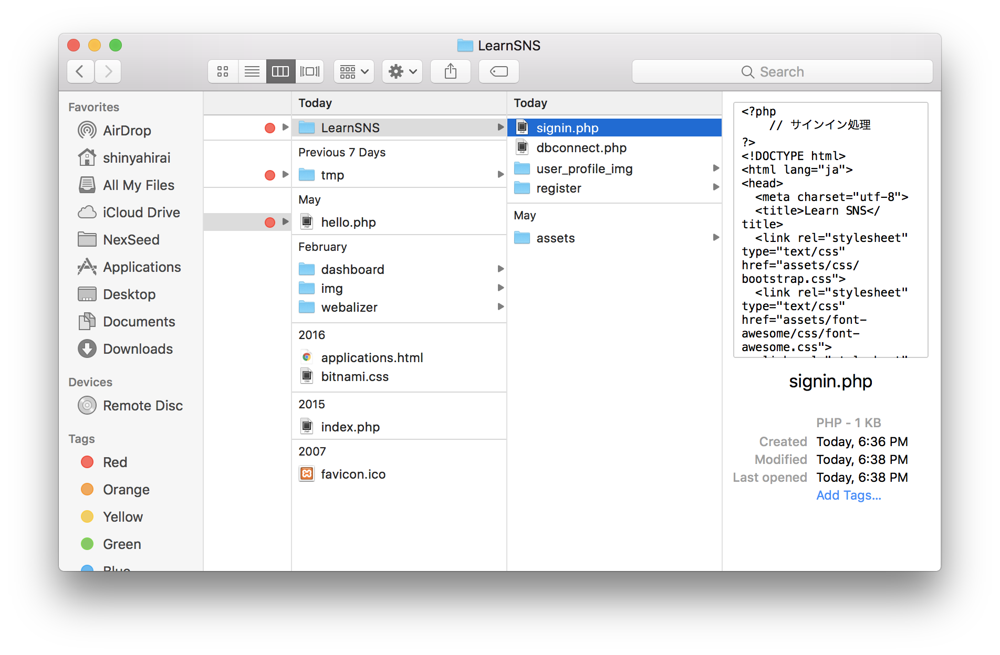 LearnSNS
Search
Favorites
AirDrop
shinyahirai
All My Files
iCloud Drive
NexSeed
Applications
Desktop
Documents
Downloads
Devices
Remote Disc
Tags
Red
Orange
Yellow
Green
Blue
Today
LearnSNS
Previous 7 Days
tmp
May
hello.php
February
dashboard
img
webalizer
2016
applications.html
bitnami.css
2015
index.php
2007
favicon.ico
Today
signin.php
dbconnect.php
user_profile_img
register
May
assets
<?php
// サインイン処理
?>
<!DOCTYPE html>
<html lang="ja">
<head>
<meta charset="utf-8">
<title>Learn SNS</
title>
<link rel="stylesheet"
type="text/css"
href="assets/css/
bootstrap.css">
<link rel="stylesheet"
type="text/css"
href="assets/font-
awesome/css/font-
awesome.css">
signin.php
PHP - 1 KB
Created Today, 6:36 PM
Modified Today, 6:38 PM
Last opened Today, 6:38 PM
Add Tags...